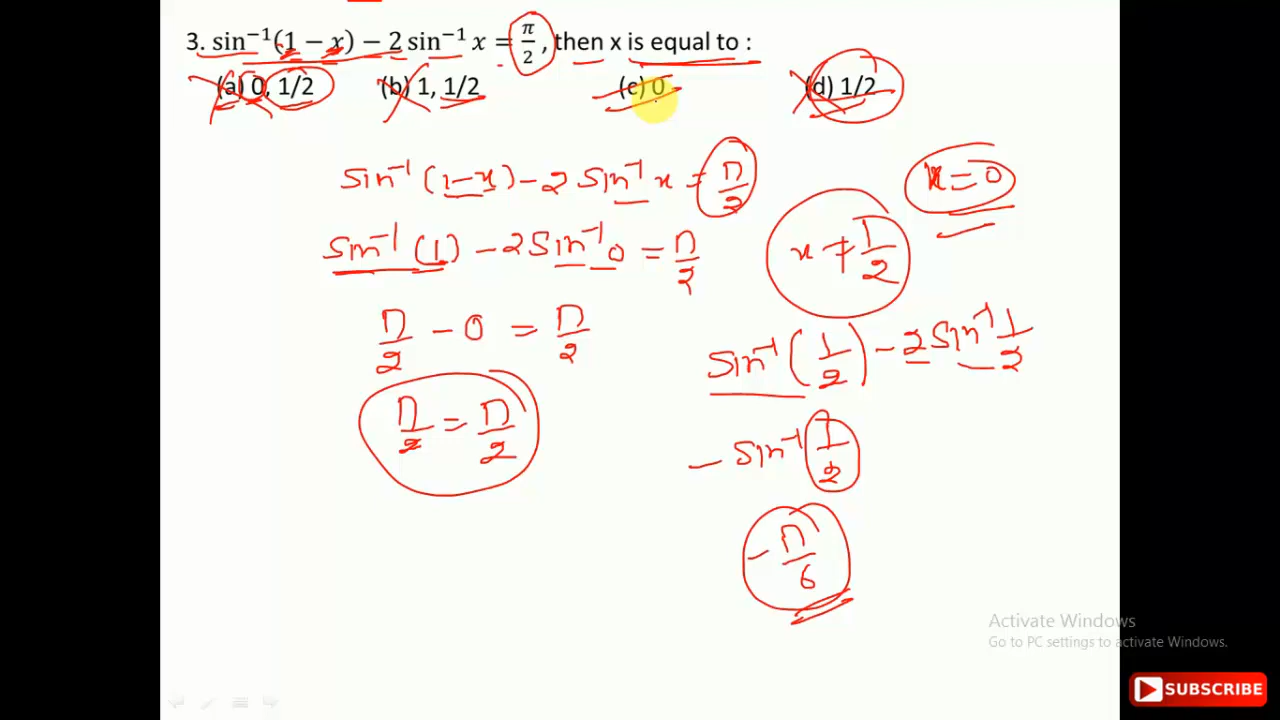 3. sin⁻¹(1 − x) − 2 sin⁻¹ x = π/2, then x is equal to :
(a) 0, 1/2 (b) 1, 1/2 (c) 0 (d) 1/2
sin⁻¹ (1−x) − 2 sin⁻¹ x = π/2
x = 0
sin⁻¹ (1) − 2 sin⁻¹ 0 = π/2
x ≠ 1/2
π/2 − 0 = π/2
sin⁻¹ (1/2) − 2 sin⁻¹ 1/2
π/2 = π/2
− sin⁻¹ 1/2
− π/6
Activate Windows
Go to PC settings to activate Windows.
SUBSCRIBE